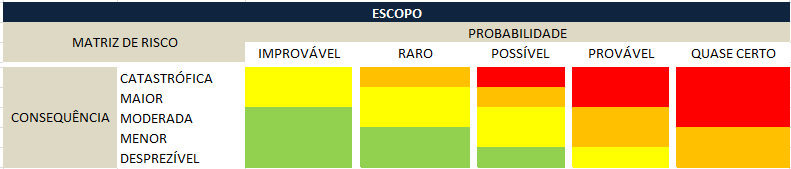 ESCOPO
MATRIZ DE RISCO
PROBABILIDADE
IMPROVÁVEL RARO POSSÍVEL PROVÁVEL QUASE CERTO
CONSEQUÊNCIA
CATASTRÓFICA
MAIOR
MODERADA
MENOR
DESPREZÍVEL